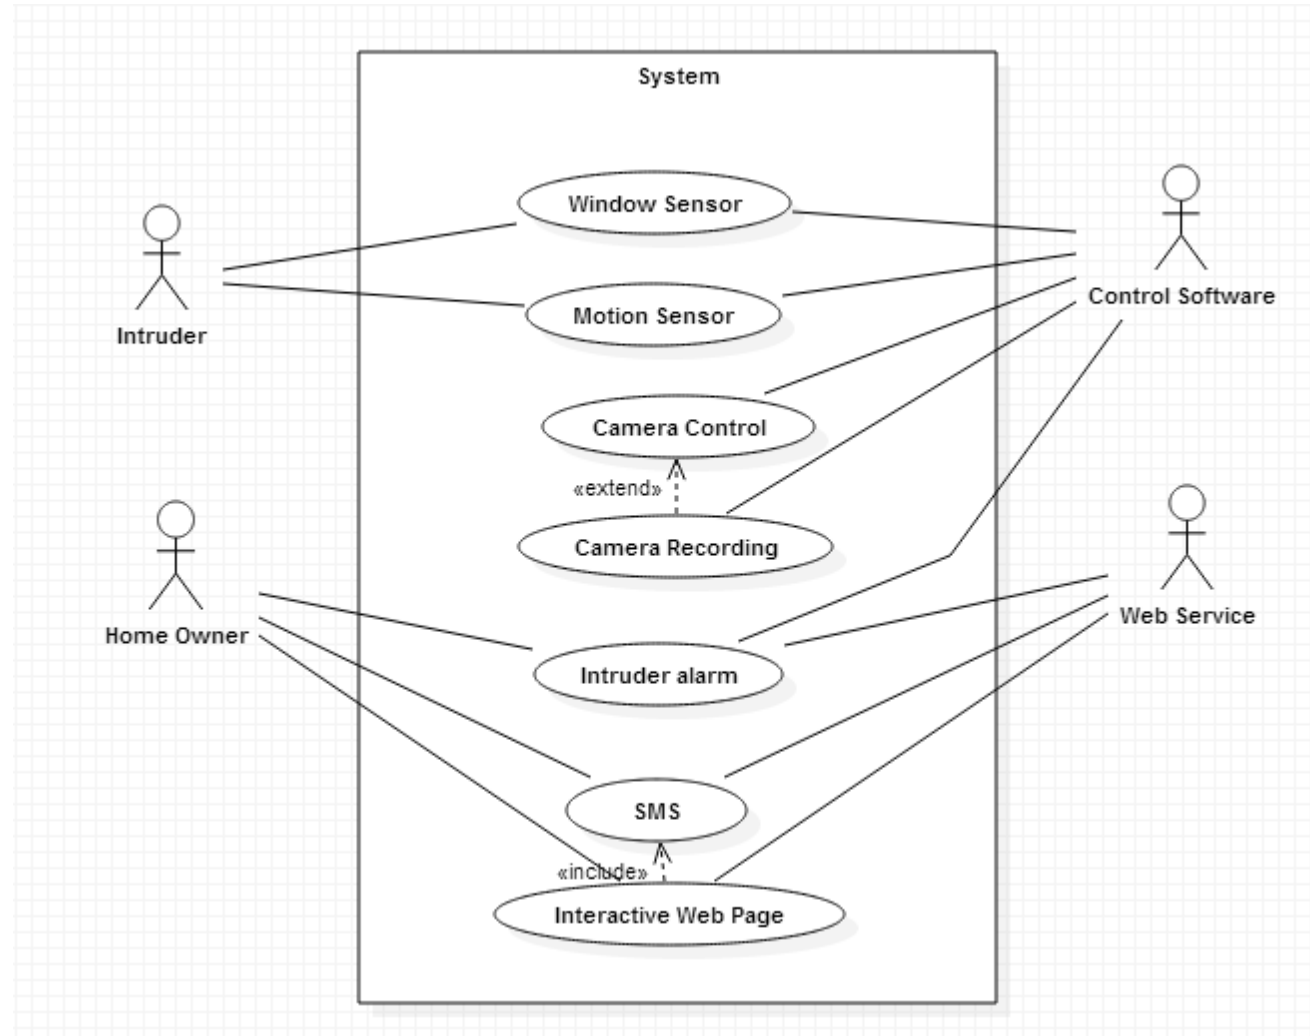 System
Window Sensor
Motion Sensor
Control Software
Intruder
Camera Control
«extend»
Camera Recording
Web Service
Home Owner
Intruder alarm
SMS
«include»
Interactive Web Page